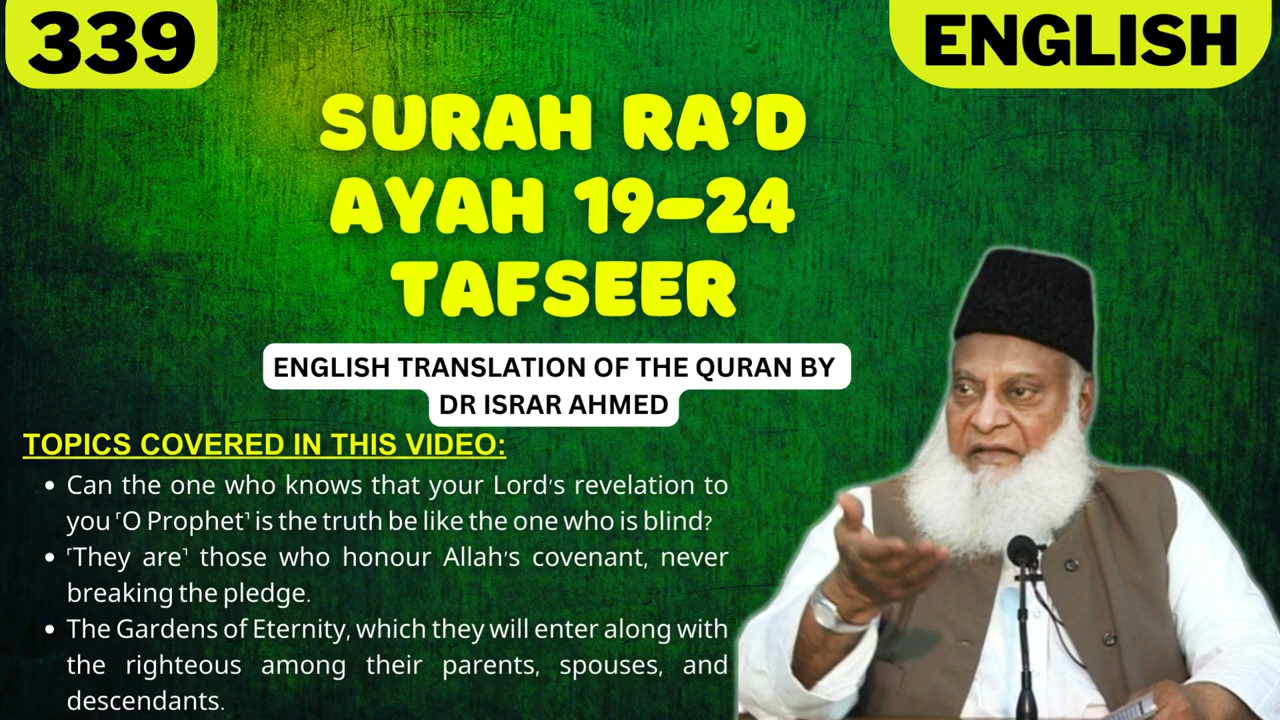 339
ENGLISH
SURAH RA’D
AYAH 19–24
TAFSEER
ENGLISH TRANSLATION OF THE QURAN BY
DR ISRAR AHMED
TOPICS COVERED IN THIS VIDEO:
• Can the one who knows that your Lord's revelation to
you ˹O Prophet˺ is the truth be like the one who is blind?
• ˹They are˺ those who honour Allah's covenant, never
breaking the pledge.
• The Gardens of Eternity, which they will enter along with
the righteous among their parents, spouses, and
descendants.